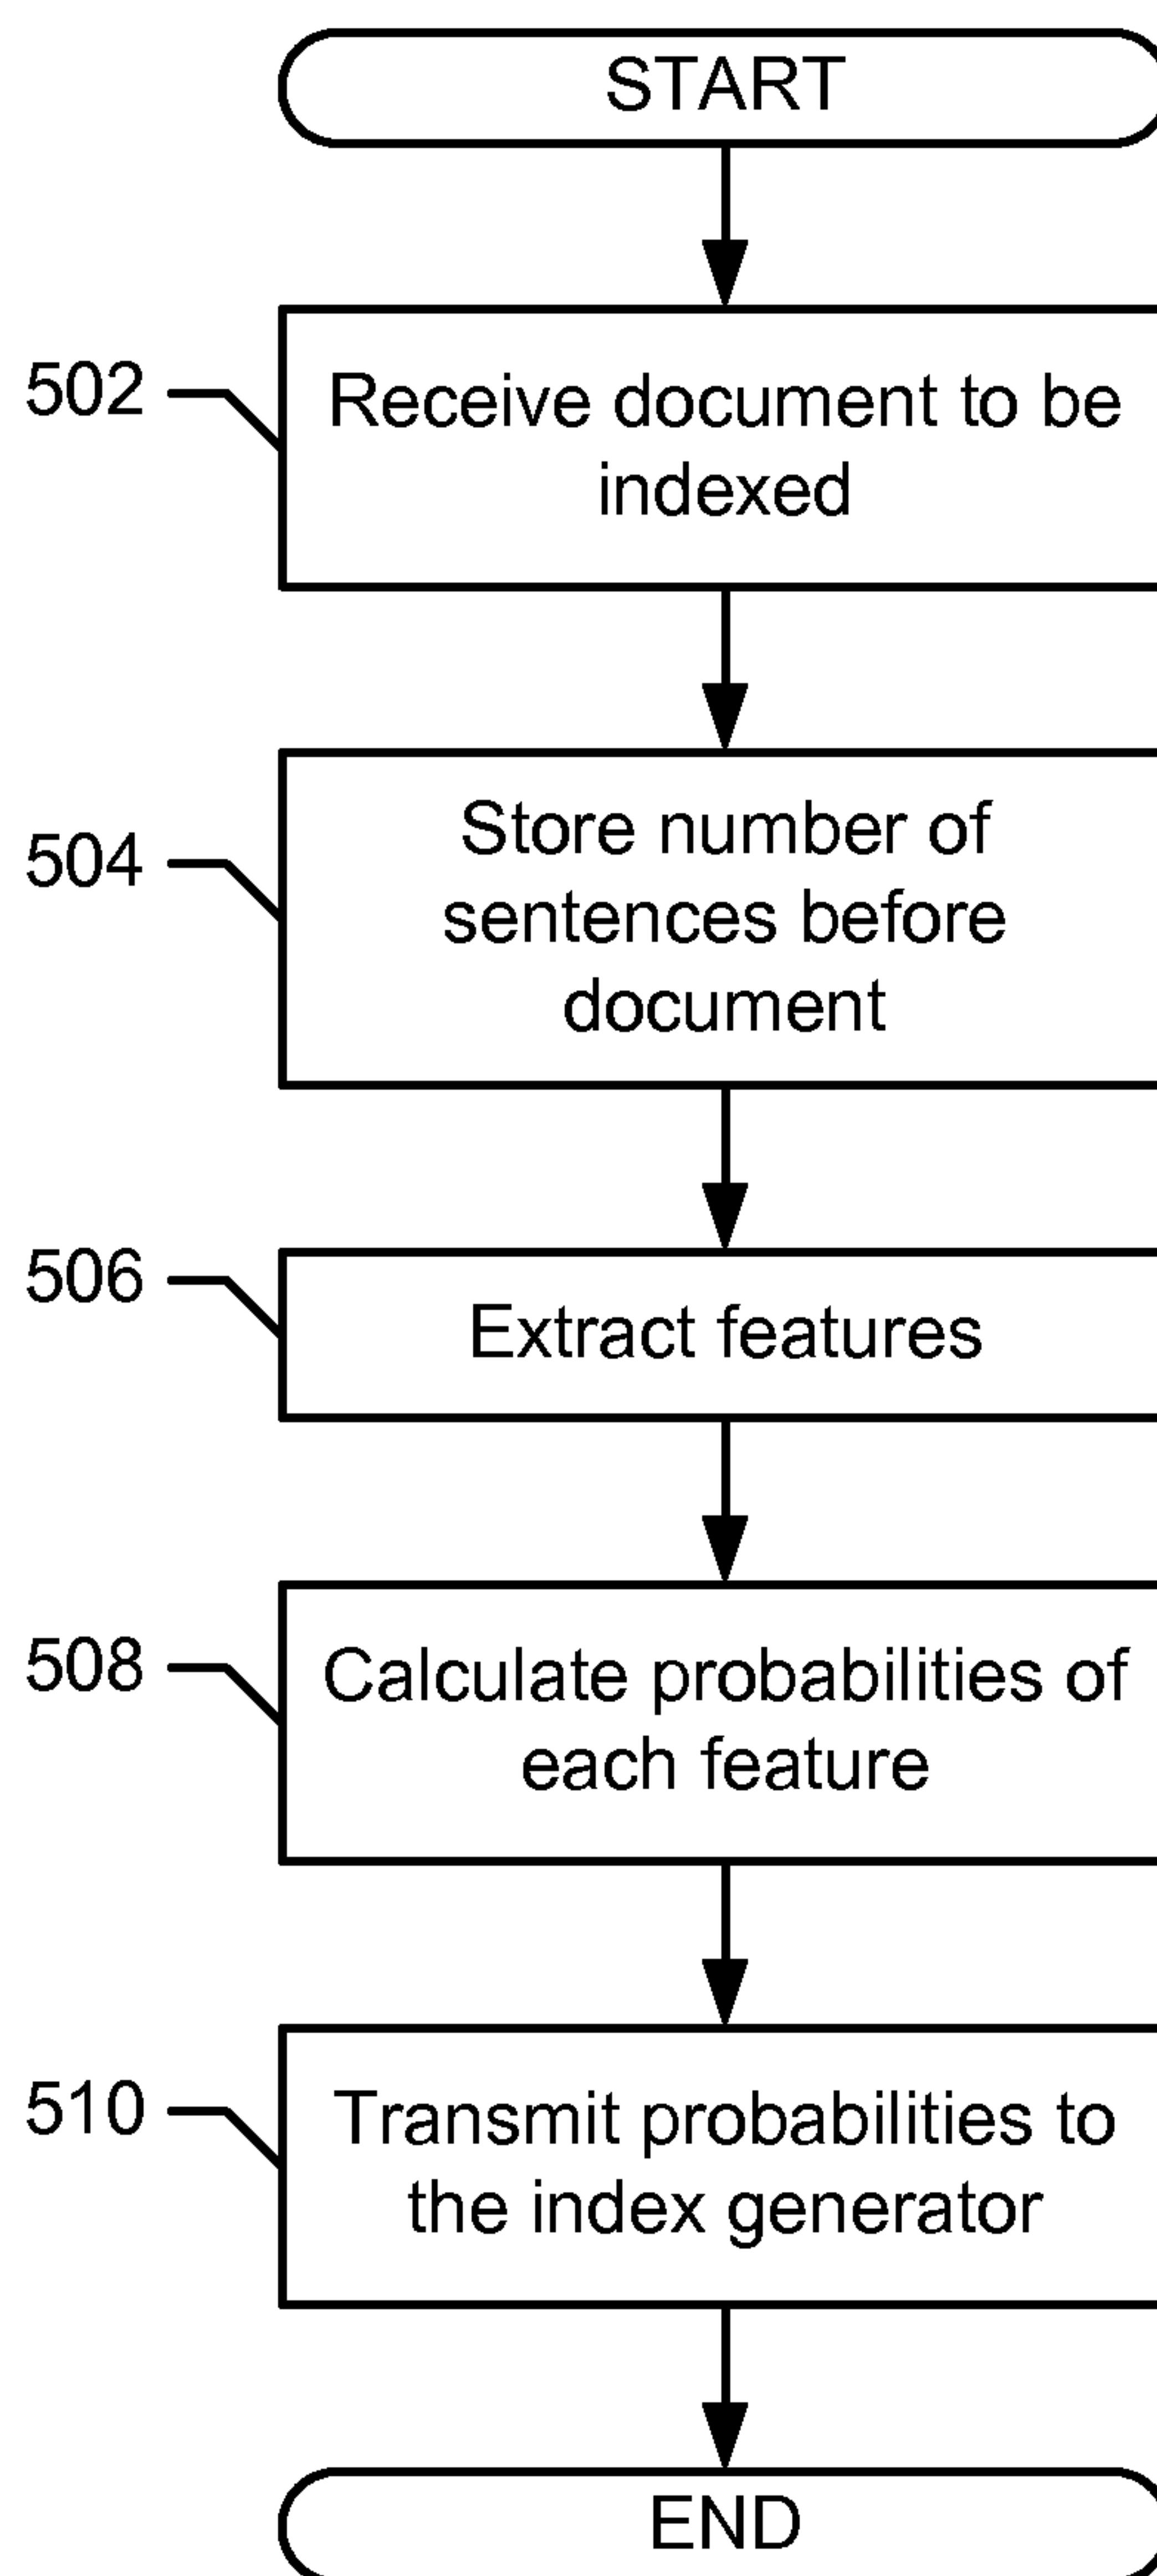 START
502
Receive document to be
indexed
504
Store number of
sentences before
document
506
Extract features
508
Calculate probabilities of
each feature
510
Transmit probabilities to
the index generator
END